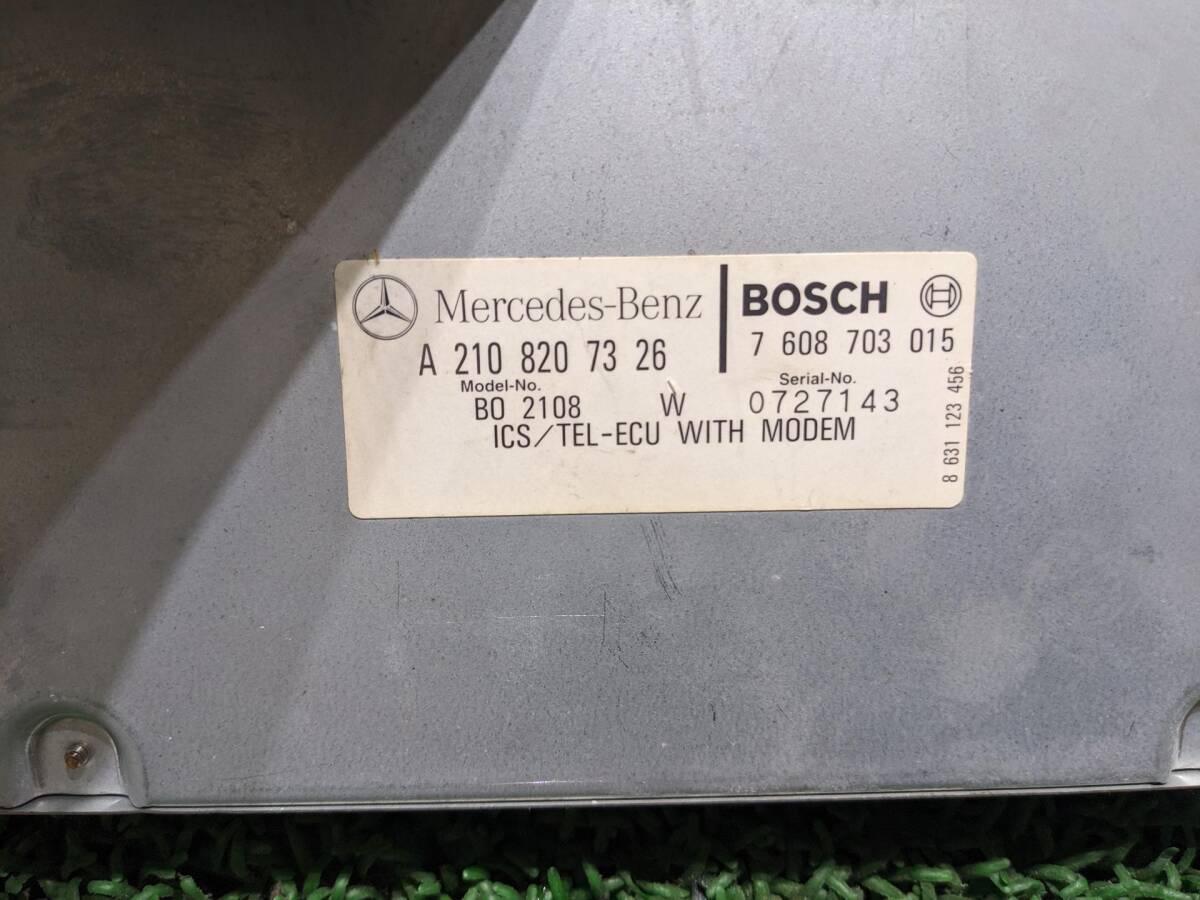 Mercedes-Benz BOSCH
A 210 820 73 26 7 608 703 015
Model-No. Serial-No.
BO 2108 W 0727143
ICS/TEL-ECU WITH MODEM
8 631 123 456